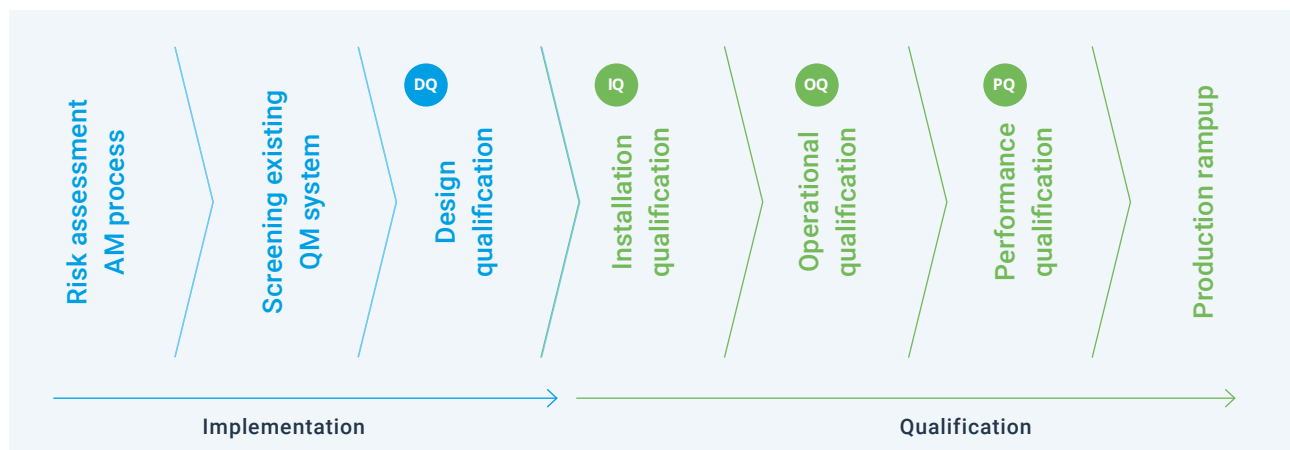 Risk assessment
AM process
Screening existing
QM system
DQ
Design
qualification
IQ
Installation
qualification
OQ
Operational
qualification
PQ
Performance
qualification
Production rampup
Implementation
Qualification